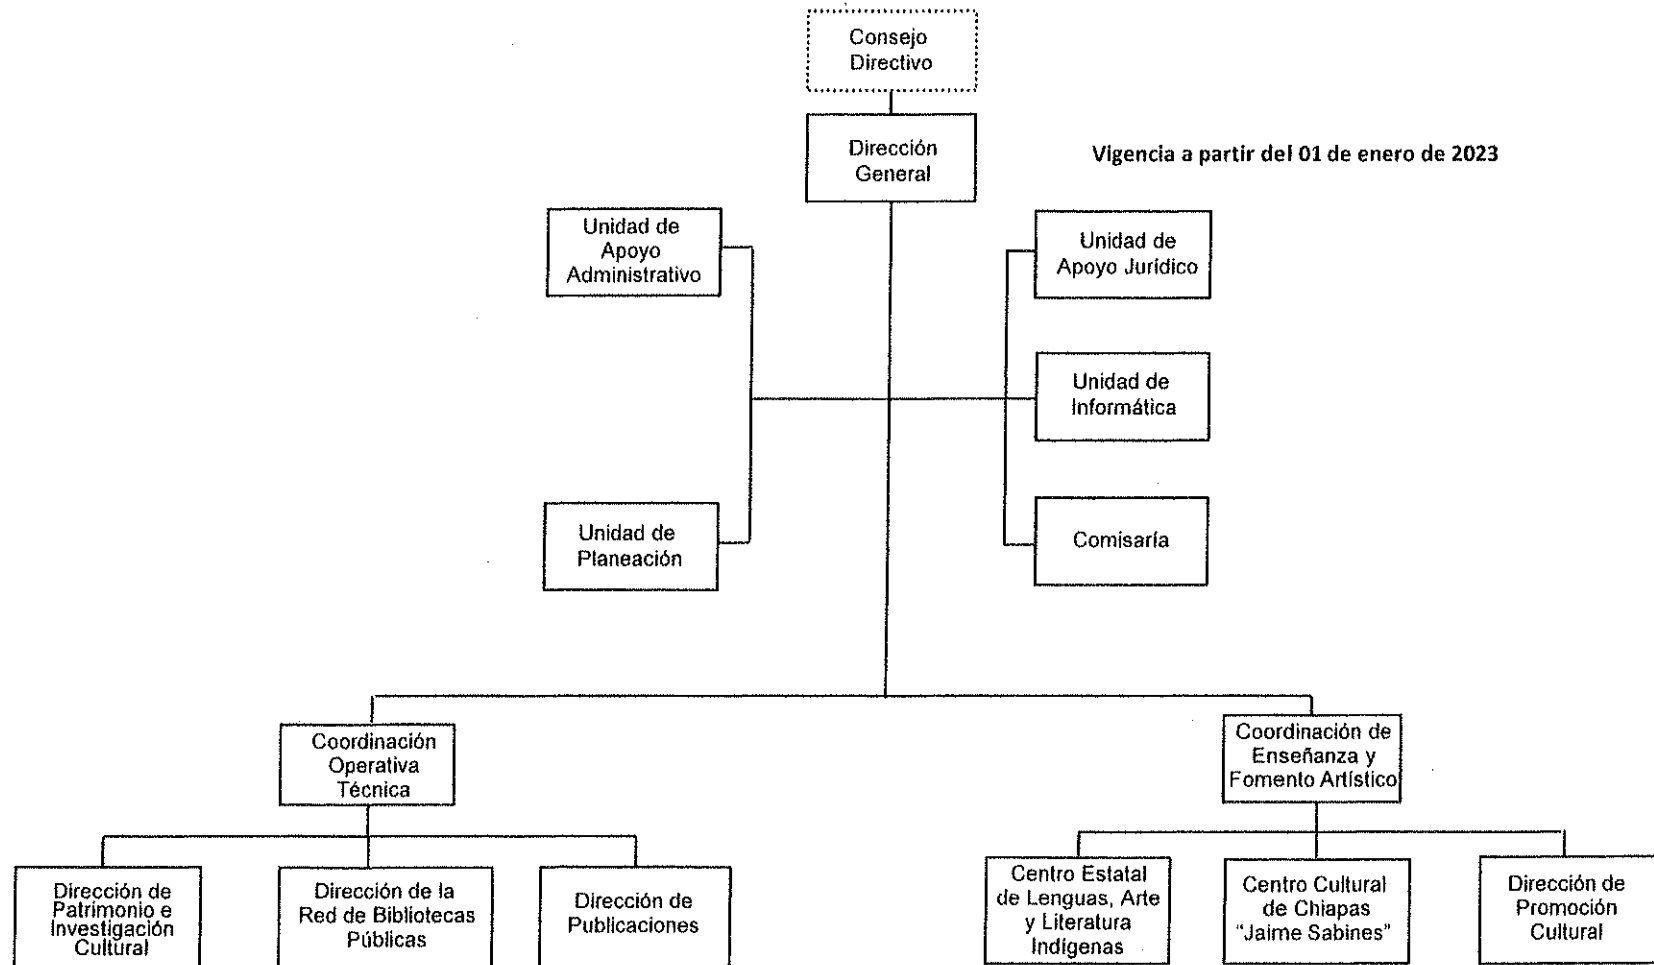 Consejo
Directivo
Dirección
General
Vigencia a partir del 01 de enero de 2023
Unidad de
Apoyo
Administrativo
Unidad de
Apoyo Jurídico
Unidad de
Informática
Unidad de
Planeación
Comisaría
Coordinación
Operativa
Técnica
Coordinación de
Enseñanza y
Fomento Artístico
Dirección de
Patrimonio e
Investigación
Cultural
Dirección de la
Red de Bibliotecas
Públicas
Dirección de
Publicaciones
Centro Estatal
de Lenguas, Arte
y Literatura
Indígenas
Centro Cultural
de Chiapas
"Jaime Sabines"
Dirección de
Promoción
Cultural